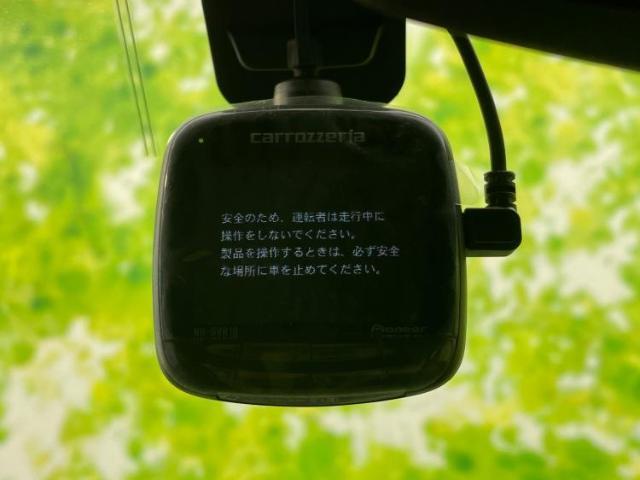 carrozzeria
安全のため、運転者は走行中に
操作をしないでください。
製品を操作するときは、必ず安全
な場所に車を止めてください。
Pioneer